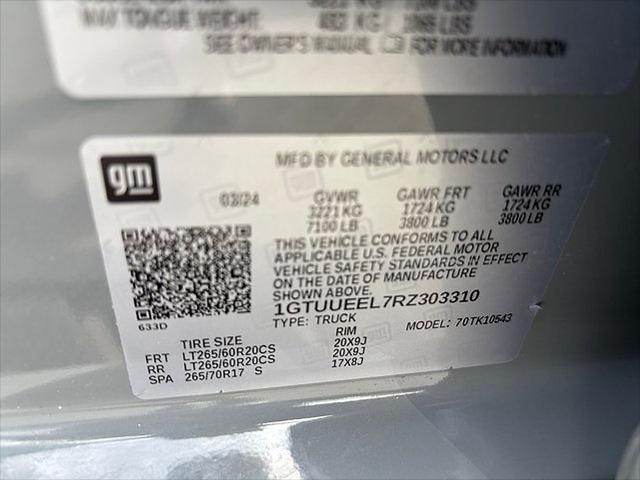 MAX TONGUE WEIGHT
SEE OWNER'S MANUAL FOR MORE INFORMATION
gm
MFD BY GENERAL MOTORS LLC
03/24
GVWR GAWR FRT GAWR RR
3221 KG 1724 KG 1724 KG
7100 LB 3800 LB 3800 LB
THIS VEHICLE CONFORMS TO ALL
APPLICABLE U.S. FEDERAL MOTOR
VEHICLE SAFETY STANDARDS IN EFFECT
ON THE DATE OF MANUFACTURE
SHOWN ABOVE.
1GTUUEEL7RZ303310
633D
TYPE: TRUCK MODEL: 70TK10543
TIRE SIZE RIM
FRT LT265/60R20CS 20X9J
RR LT265/60R20CS 20X9J
SPA 265/70R17 S 17X8J